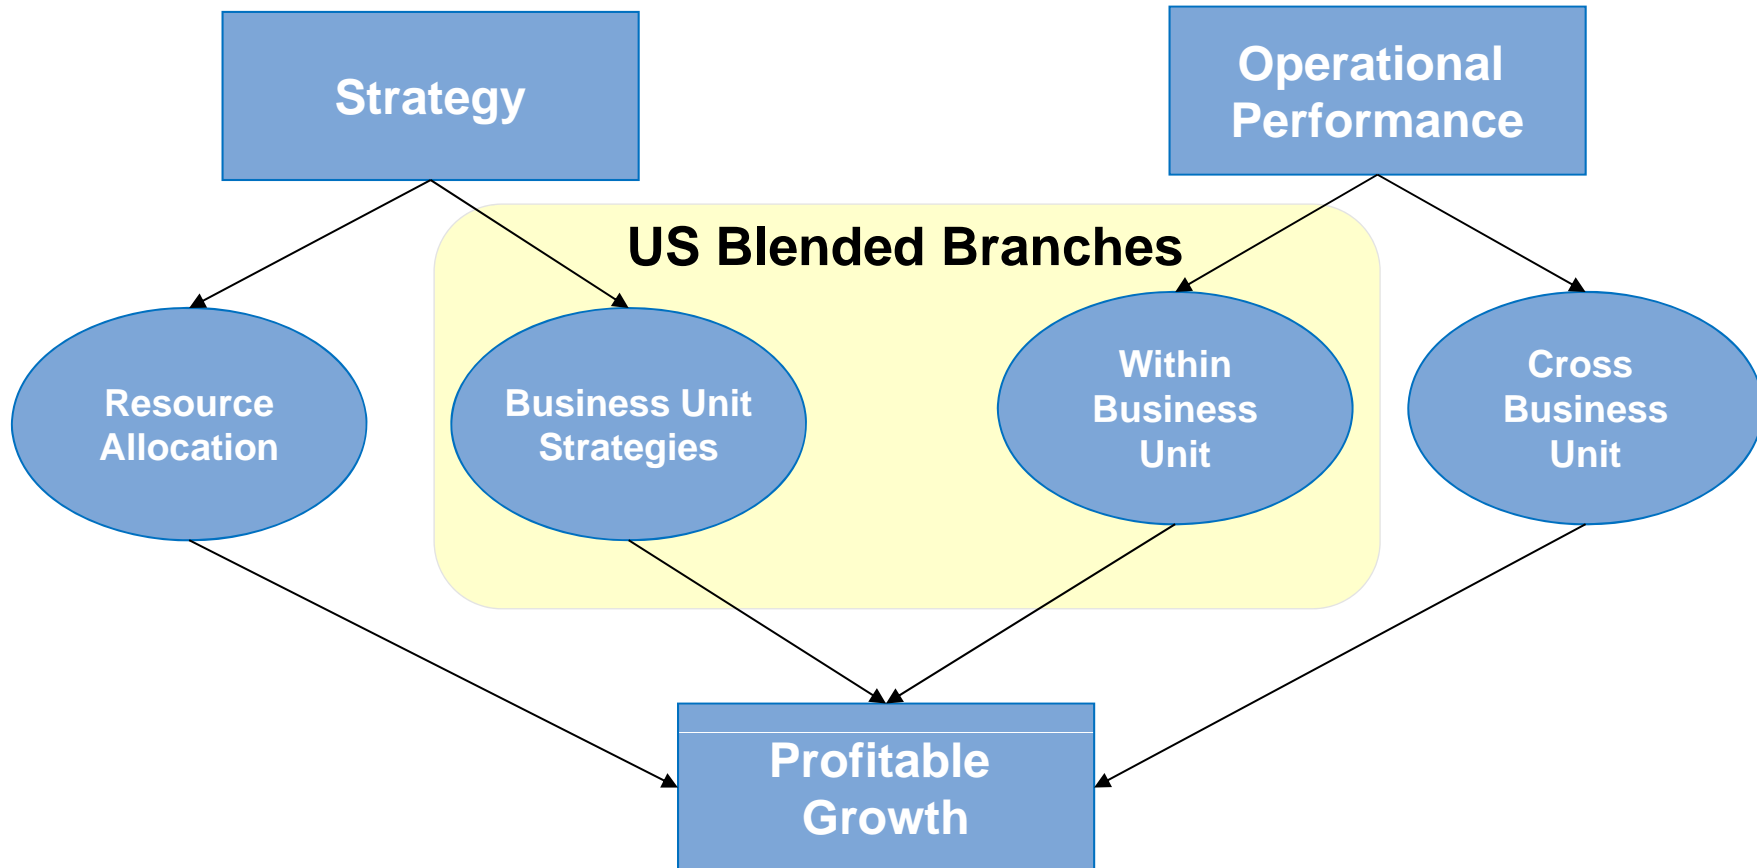 Strategy
Operational
Performance
US Blended Branches
Resource
Allocation
Business Unit
Strategies
Within
Business
Unit
Cross
Business
Unit
Profitable
Growth